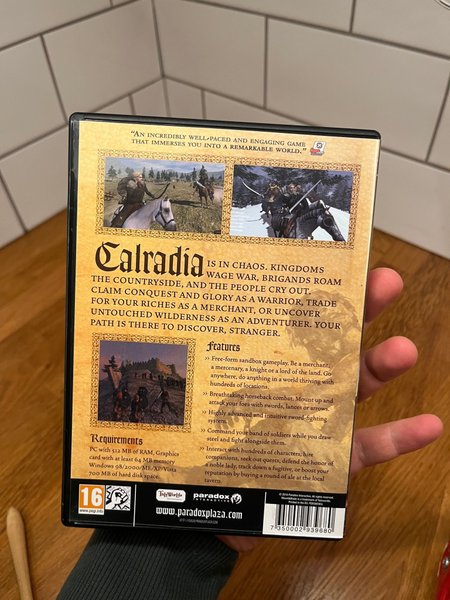 "AN INCREDIBLY WELL-PACED AND ENGAGING GAME
THAT IMMERSES YOU INTO A REMARKABLE WORLD."
Calradia IS IN CHAOS. KINGDOMS
WAGE WAR, BRIGANDS ROAM
THE COUNTRYSIDE, AND THE PEOPLE CRY OUT.
CLAIM CONQUEST AND GLORY AS A WARRIOR, TRADE
FOR YOUR RICHES AS A MERCHANT, OR UNCOVER
UNTOUCHED WILDERNESS AS AN ADVENTURER. YOUR
PATH IS THERE TO DISCOVER, STRANGER.
Features
>> Free-form sandbox gameplay. Be a merchant,
a mercenary, a knight or a lord of the land. Go
anywhere, do anything in a world thriving with
hundreds of locations.
>> Breathtaking horseback combat. Mount up and
attack your foes with swords, lances or arrows.
>> Highly advanced and intuitive sword-fighting
system.
>> Command your band of soldiers while you draw
steel and fight alongside them.
>> Interact with hundreds of characters; hire
companions, seek out quests, defend the honor of
a noble lady, track down a fugitive, or boost your
reputation by buying a round of ale at the local
tavern.
Requirements
PC with 512 MB of RAM, Graphics
card with at least 64 MB memory
Windows 98/2000/ME/XP/Vista
700 MB of hard disk space.
16
www.pegi.info
TaleWorlds
paradox
INTERACTIVE
www.paradoxplaza.com
7350002939680